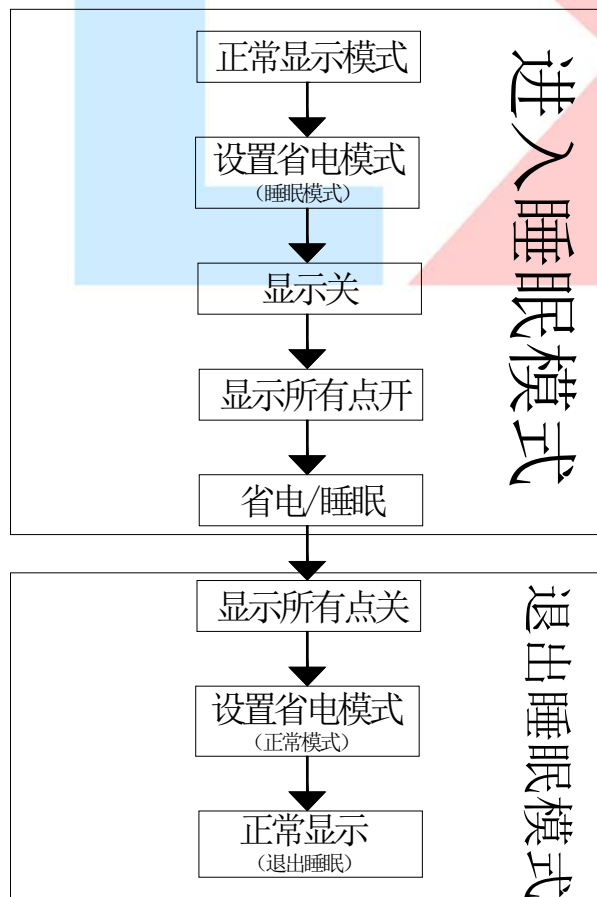 正常显示模式
设置省电模式
（睡眠模式）
显示关
显示所有点开
省电/睡眠
进入睡眠模式
显示所有点关
设置省电模式
（正常模式）
正常显示
（退出睡眠）
退出睡眠模式